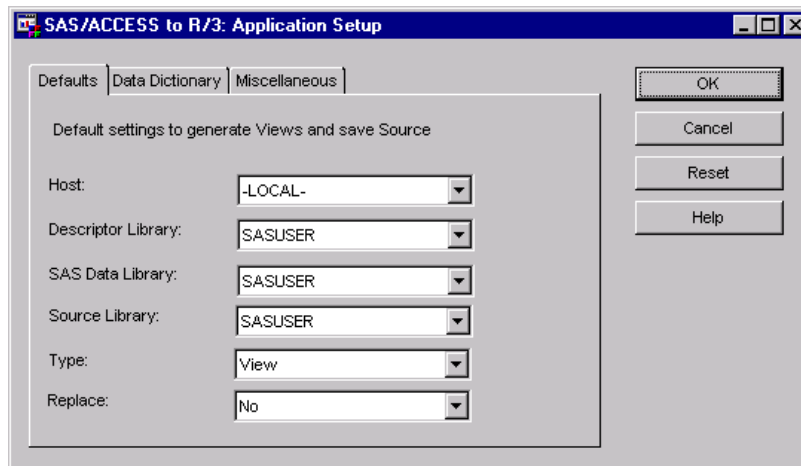 SAS/ACCESS to R/3: Application Setup
Defaults Data Dictionary Miscellaneous
Default settings to generate Views and save Source
Host: -LOCAL-
Descriptor Library: SASUSER
SAS Data Library: SASUSER
Source Library: SASUSER
Type: View
Replace: No
OK
Cancel
Reset
Help